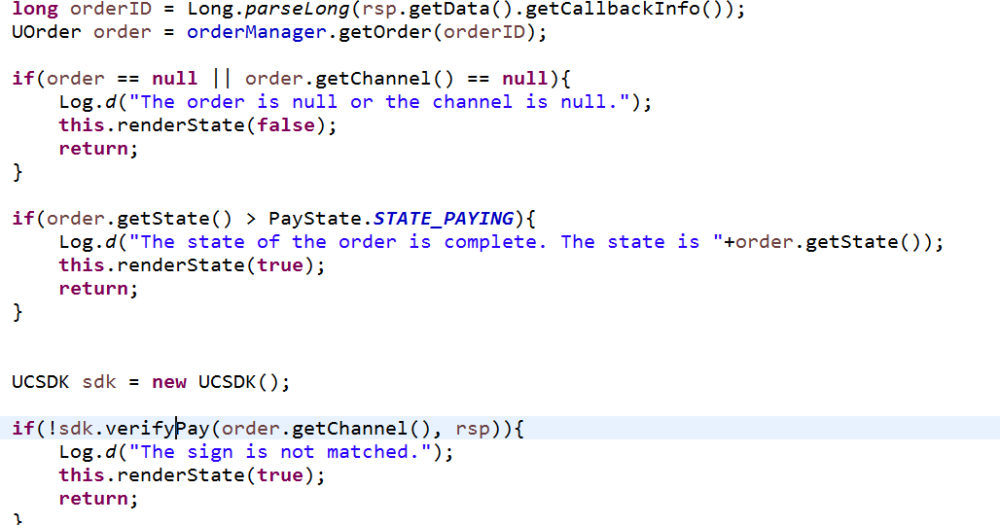 long orderID = Long.parseLong(rsp.getData().getCallbackInfo());
UOrder order = orderManager.getOrder(orderID);
if(order == null || order.getChannel() == null){
Log.d("The order is null or the channel is null.");
this.renderState(false);
return;
}
if(order.getState() > PayState.STATE_PAYING){
Log.d("The state of the order is complete. The state is "+order.getState());
this.renderState(true);
return;
}
UCSDK sdk = new UCSDK();
if(!sdk.verifyPay(order.getChannel(), rsp)){
Log.d("The sign is not matched.");
this.renderState(true);
return;
}